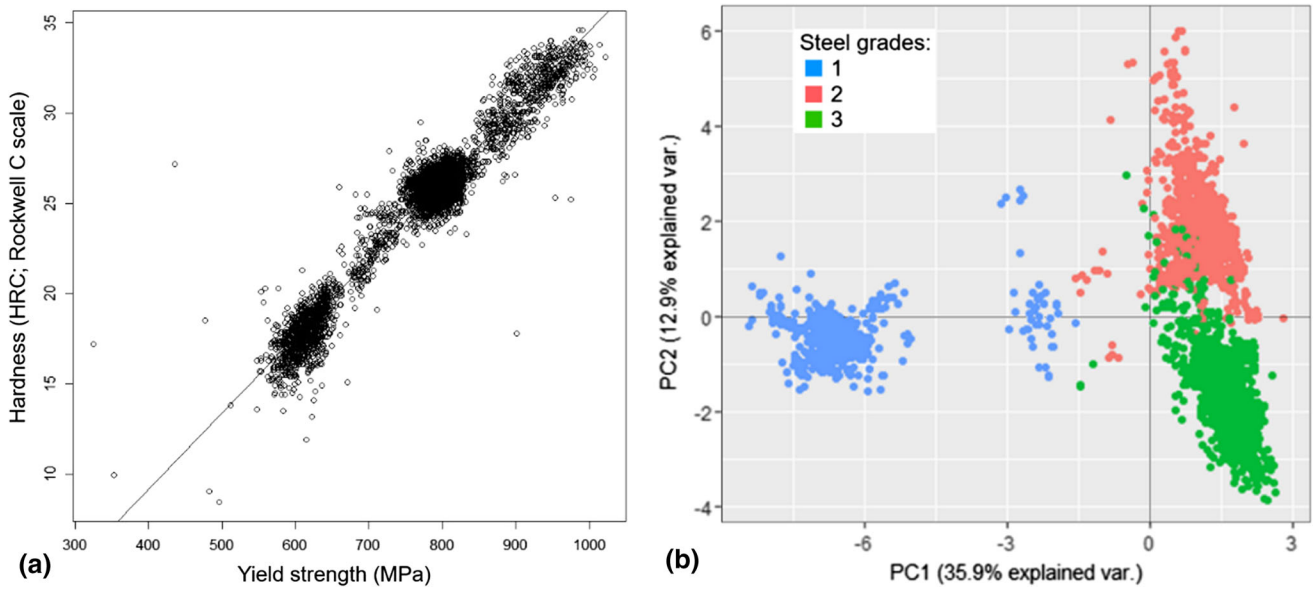 Hardness (HRC; Rockwell C scale)
35
30
25
20
15
10
300 400 500 600 700 800 900 1000
Yield strength (MPa)
(a)
PC2 (12.9% explained var.)
6
4
2
0
-2
-4
Steel grades:
1
2
3
-6 -3 0 3
PC1 (35.9% explained var.)
(b)